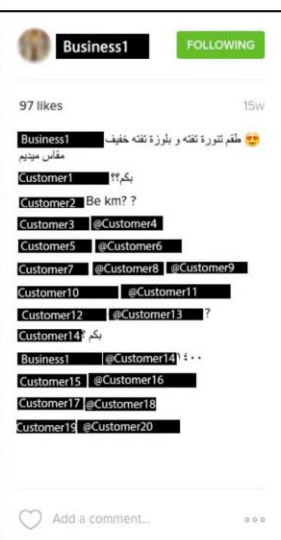 Business1 FOLLOWING
97 likes 15w
Business1 طقم تنورة تفته و بلوزة تفته خفيف 😍
مقاس ميديم
Customer1 بكم؟؟
Customer2 Be km? ?
Customer3 @Customer4
Customer5 @Customer6
Customer7 @Customer8 @Customer9
Customer10 @Customer11
Customer12 @Customer13 ?
Customer14 بكم ؟
Business1 @Customer14 ١٤٠٠
Customer15 @Customer16
Customer17 @Customer18
Customer19 @Customer20
Add a comment...